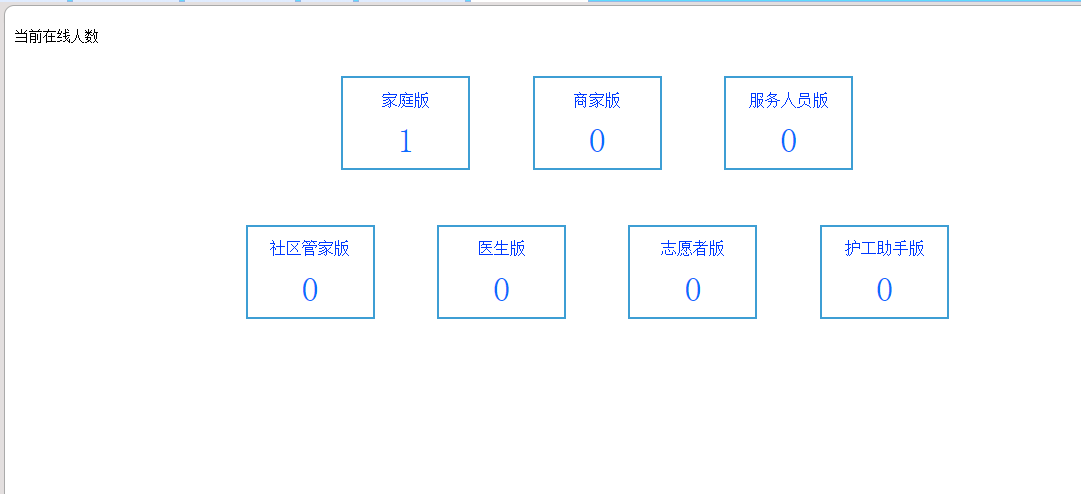 当前在线人数
家庭版 商家版 服务人员版
1 0 0
社区管家版 医生版 志愿者版 护工助手版
0 0 0 0